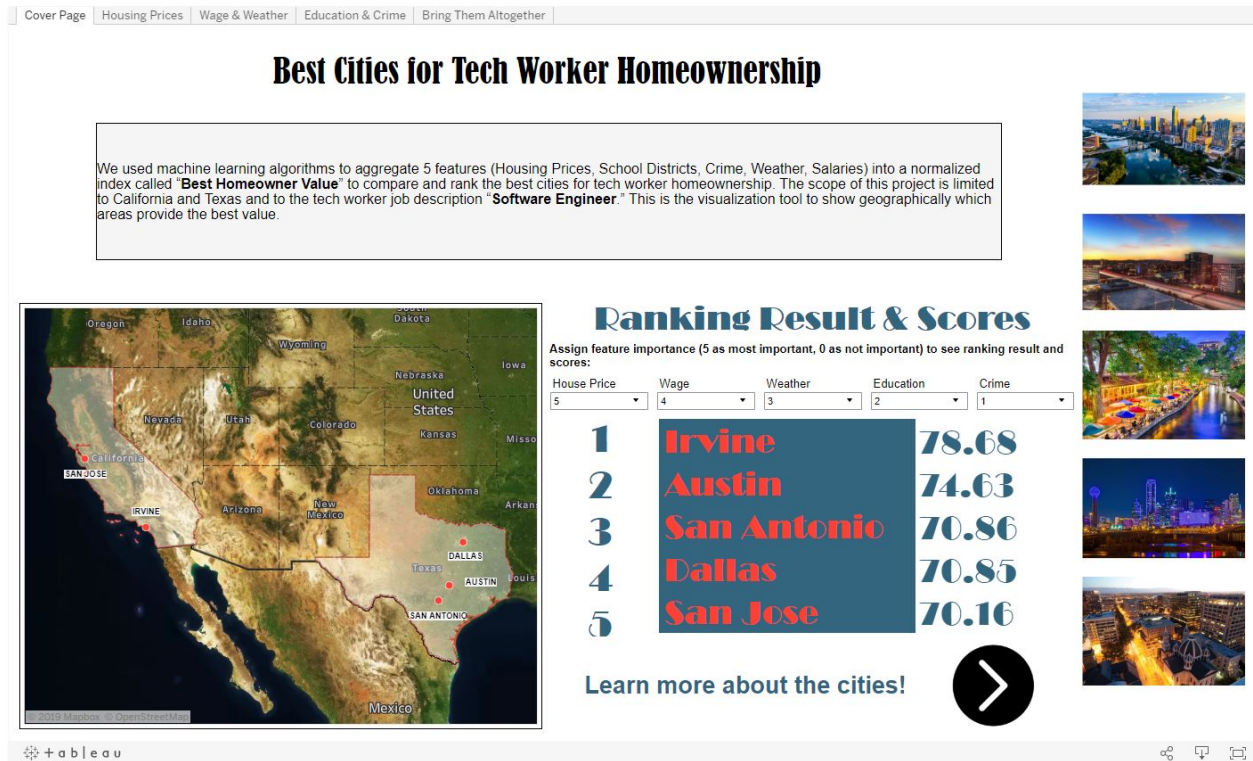 Cover Page Housing Prices Wage & Weather Education & Crime Bring Them Altogether
Best Cities for Tech Worker Homeownership
We used machine learning algorithms to aggregate 5 features (Housing Prices, School Districts, Crime, Weather, Salaries) into a normalized
index called “Best Homeowner Value” to compare and rank the best cities for tech worker homeownership. The scope of this project is limited
to California and Texas and to the tech worker job description “Software Engineer.” This is the visualization tool to show geographically which
areas provide the best value.
Oregon
Idaho
Wyoming
South
Dakota
Iowa
Nebraska
United
States
Nevada
Utah
Colorado
Kansas
Misso
California
SAN JOSE
IRVINE
Arizona
New
Mexico
Oklahoma
Arkan
DALLAS
Texas
AUSTIN
Louis
SAN ANTONIO
Mexico
© 2019 Mapbox © OpenStreetMap
Ranking Result & Scores
Assign feature importance (5 as most important, 0 as not important) to see ranking result and
scores:
House Price Wage Weather Education Crime
5 4 3 2 1
1 Irvine 78.68
2 Austin 74.63
3 San Antonio 70.86
4 Dallas 70.85
5 San Jose 70.16
Learn more about the cities!
+ableau